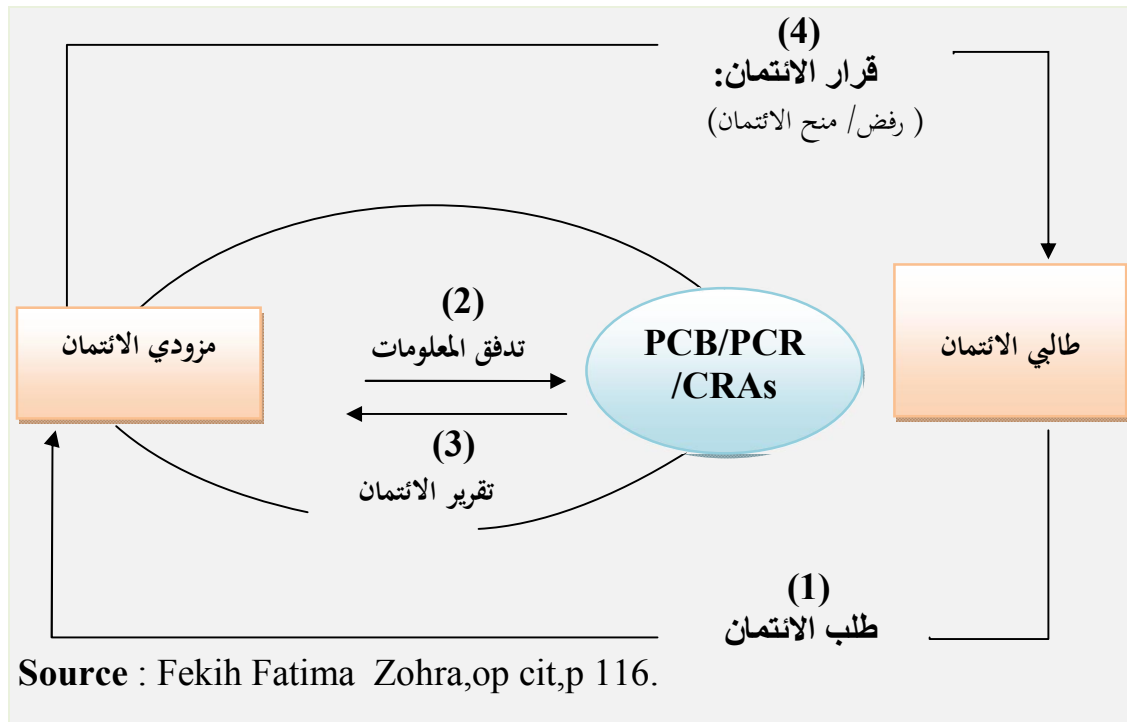 (4)
قرار الائتمان:
( رفض/ منح الائتمان)
طالبي الائتمان
PCB/PCR
/CRAs
(2)
تدفق المعلومات
مزودي الائتمان
(3)
تقرير الائتمان
(1)
طلب الائتمان
Source : Fekih Fatima Zohra,op cit,p 116.